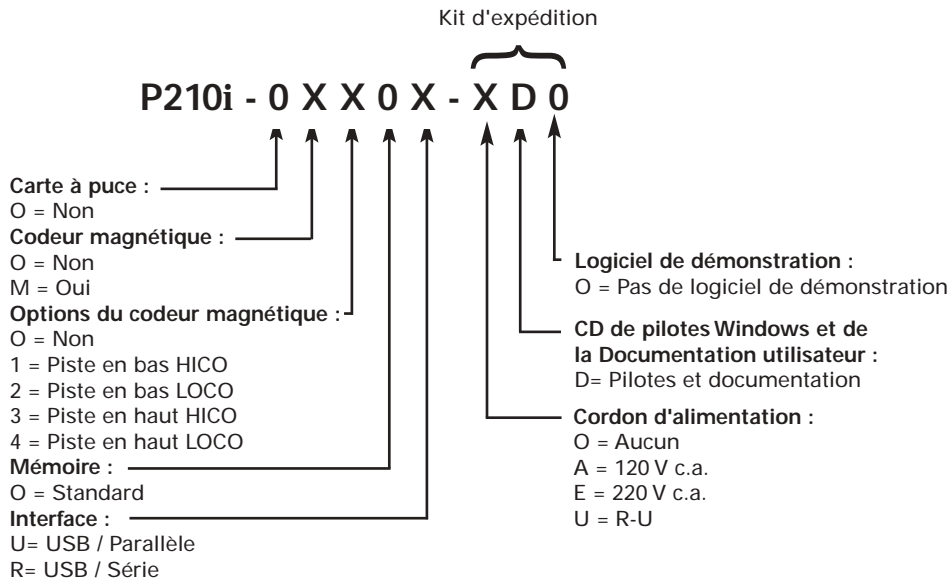 Kit d'expédition
P210i - 0 X X 0 X - X D 0
Carte à puce :
O = Non
Codeur magnétique :
O = Non
M = Oui
Options du codeur magnétique :
O = Non
1 = Piste en bas HICO
2 = Piste en bas LOCO
3 = Piste en haut HICO
4 = Piste en haut LOCO
Mémoire :
O = Standard
Interface :
U= USB / Parallèle
R= USB / Série
Logiciel de démonstration :
O = Pas de logiciel de démonstration
CD de pilotes Windows et de
la Documentation utilisateur :
D= Pilotes et documentation
Cordon d'alimentation :
O = Aucun
A = 120 V c.a.
E = 220 V c.a.
U = R-U